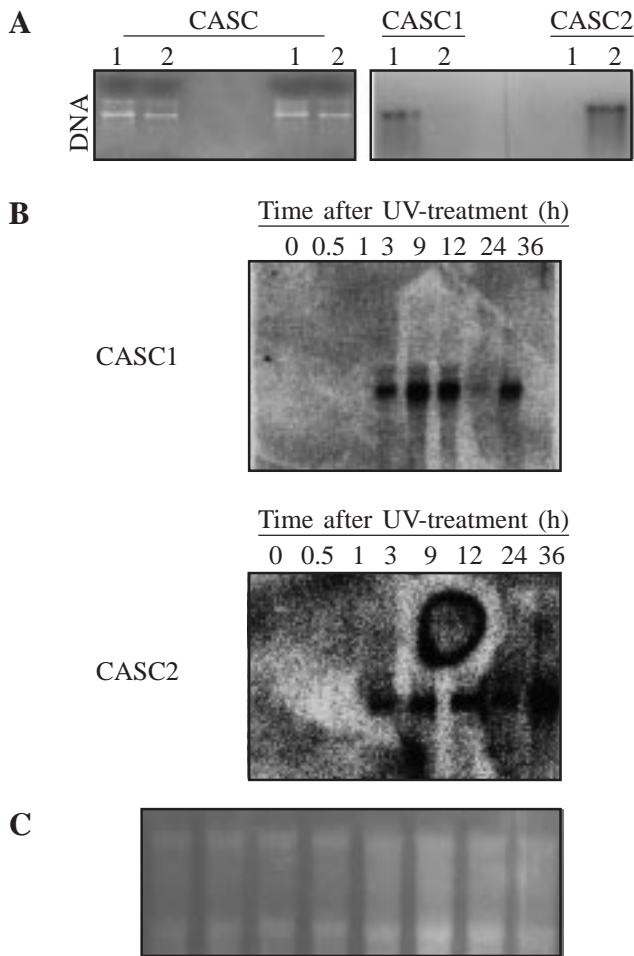 A
CASC CASC1 CASC2
1 2 1 2 1 2 1 2
DNA
B
Time after UV-treatment (h)
0 0.5 1 3 9 12 24 36
CASC1
Time after UV-treatment (h)
0 0.5 1 3 9 12 24 36
CASC2
C